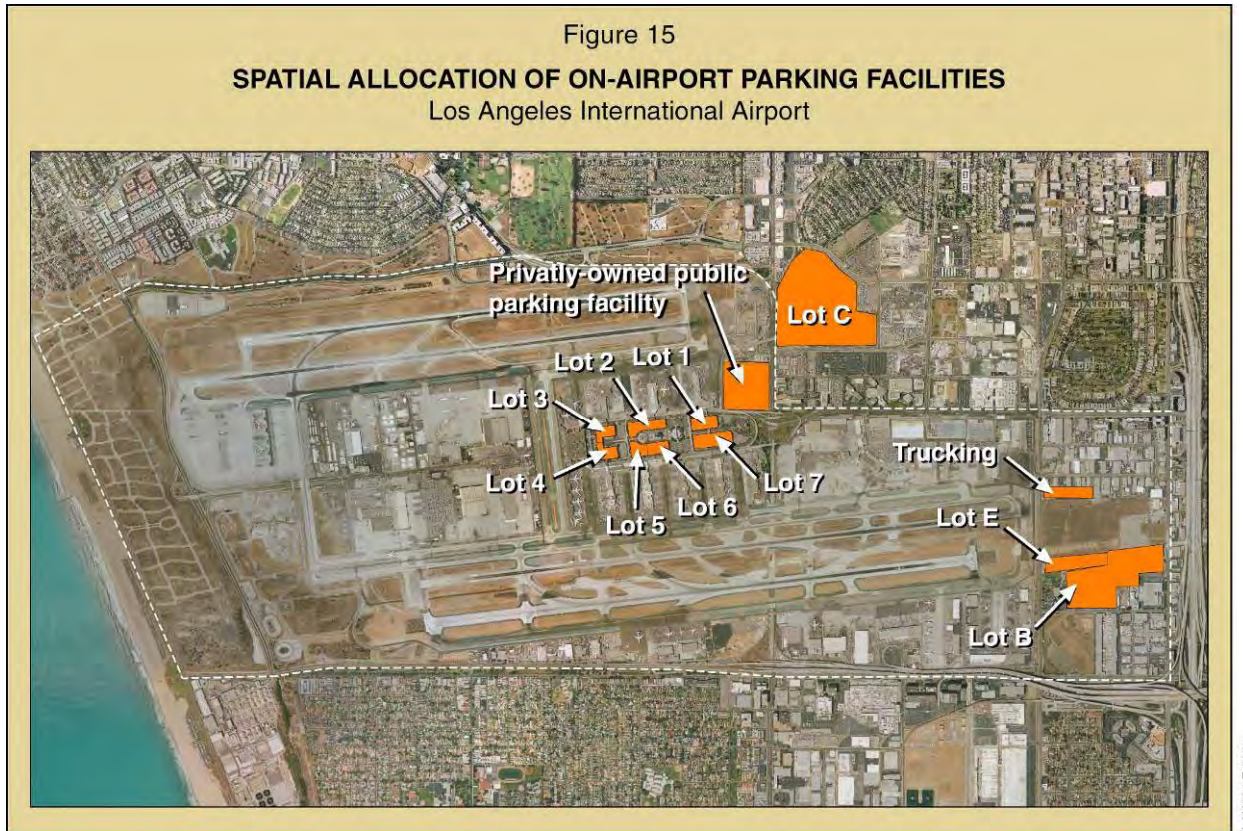 Figure 15
SPATIAL ALLOCATION OF ON-AIRPORT PARKING FACILITIES
Los Angeles International Airport
Privatly-owned public
parking facility
Lot C
Lot 1
Lot 2
Lot 3
Lot 4
Lot 5
Lot 6
Lot 7
Trucking
Lot E
Lot B